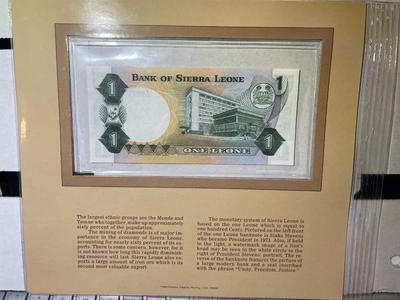 BANK OF SIERRA LEONE
1
1
1
ONE LEONE
The largest ethnic groups are the Mende and
Temne who together, make up approximately
sixty percent of the population.
The mining of diamonds is of major im-
portance in the economy of Sierra Leone,
accounting for nearly sixty percent of its ex-
ports. There is some concern, however, for it
is not known how long this rapidly diminish-
ing resource will last. Sierra Leone also ex-
ports a large amount of iron ore which is its
second most valuable export.
The monetary system of Sierra Leone is
based on the one Leone which is equal to
one hundred Cents. Pictured on the left front
of the one Leone banknote is Siaka Stevens
who became President in 1971. Also, if held
to the light, a watermark image of a lion's
head may be seen in the white circle to the
right of President Stevens' portrait. The re-
verse of the banknote features the picture of
a large modern bank and a seal inscribed
with the phrase "Unity, Freedom, Justice."